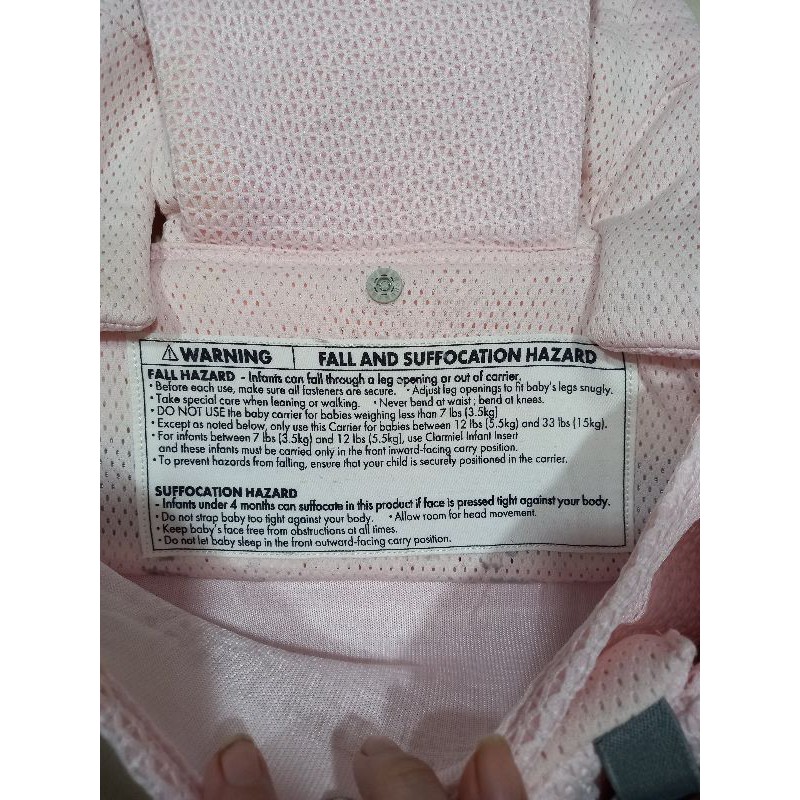 ⚠WARNING | FALL AND SUFFOCATION HAZARD
FALL HAZARD - Infants can fall through a leg opening or out of carrier.
• Before each use, make sure all fasteners are secure. • Adjust leg openings to fit baby's legs snugly.
• Take special care when leaning or walking. • Never bend at waist ; bend at knees.
• DO NOT USE the baby carrier for babies weighing less than 7 lbs (3.5kg)
• Except as noted below, only use this Carrier for babies between 12 lbs (5.5kg) and 33 lbs (15kg).
• For infants between 7 lbs (3.5kg) and 12 lbs (5.5kg), use Clarmiel Infant Insert
and these infants must be carried only in the front inward-facing carry position.
• To prevent hazards from falling, ensure that your child is securely positioned in the carrier.
SUFFOCATION HAZARD
- Infants under 4 months can suffocate in this product if face is pressed tight against your body.
• Do not strap baby too tight against your body. • Allow room for head movement.
• Keep baby's face free from obstructions at all times.
• Do not let baby sleep in the front outward-facing carry position.